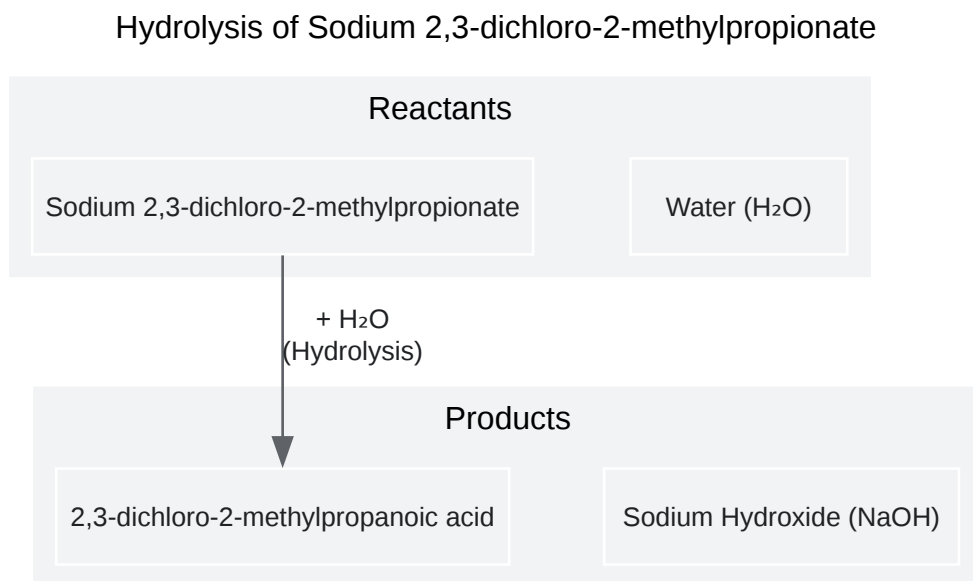 Hydrolysis of Sodium 2,3-dichloro-2-methylpropionate
Reactants
Sodium 2,3-dichloro-2-methylpropionate
Water (H₂O)
+ H₂O
(Hydrolysis)
Products
2,3-dichloro-2-methylpropanoic acid
Sodium Hydroxide (NaOH)